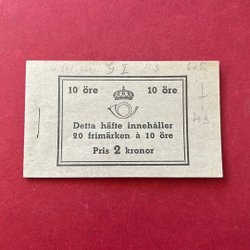 10 öre 10 öre
Detta häfte innehåller
20 frimärken à 10 öre
Pris 2 kronor